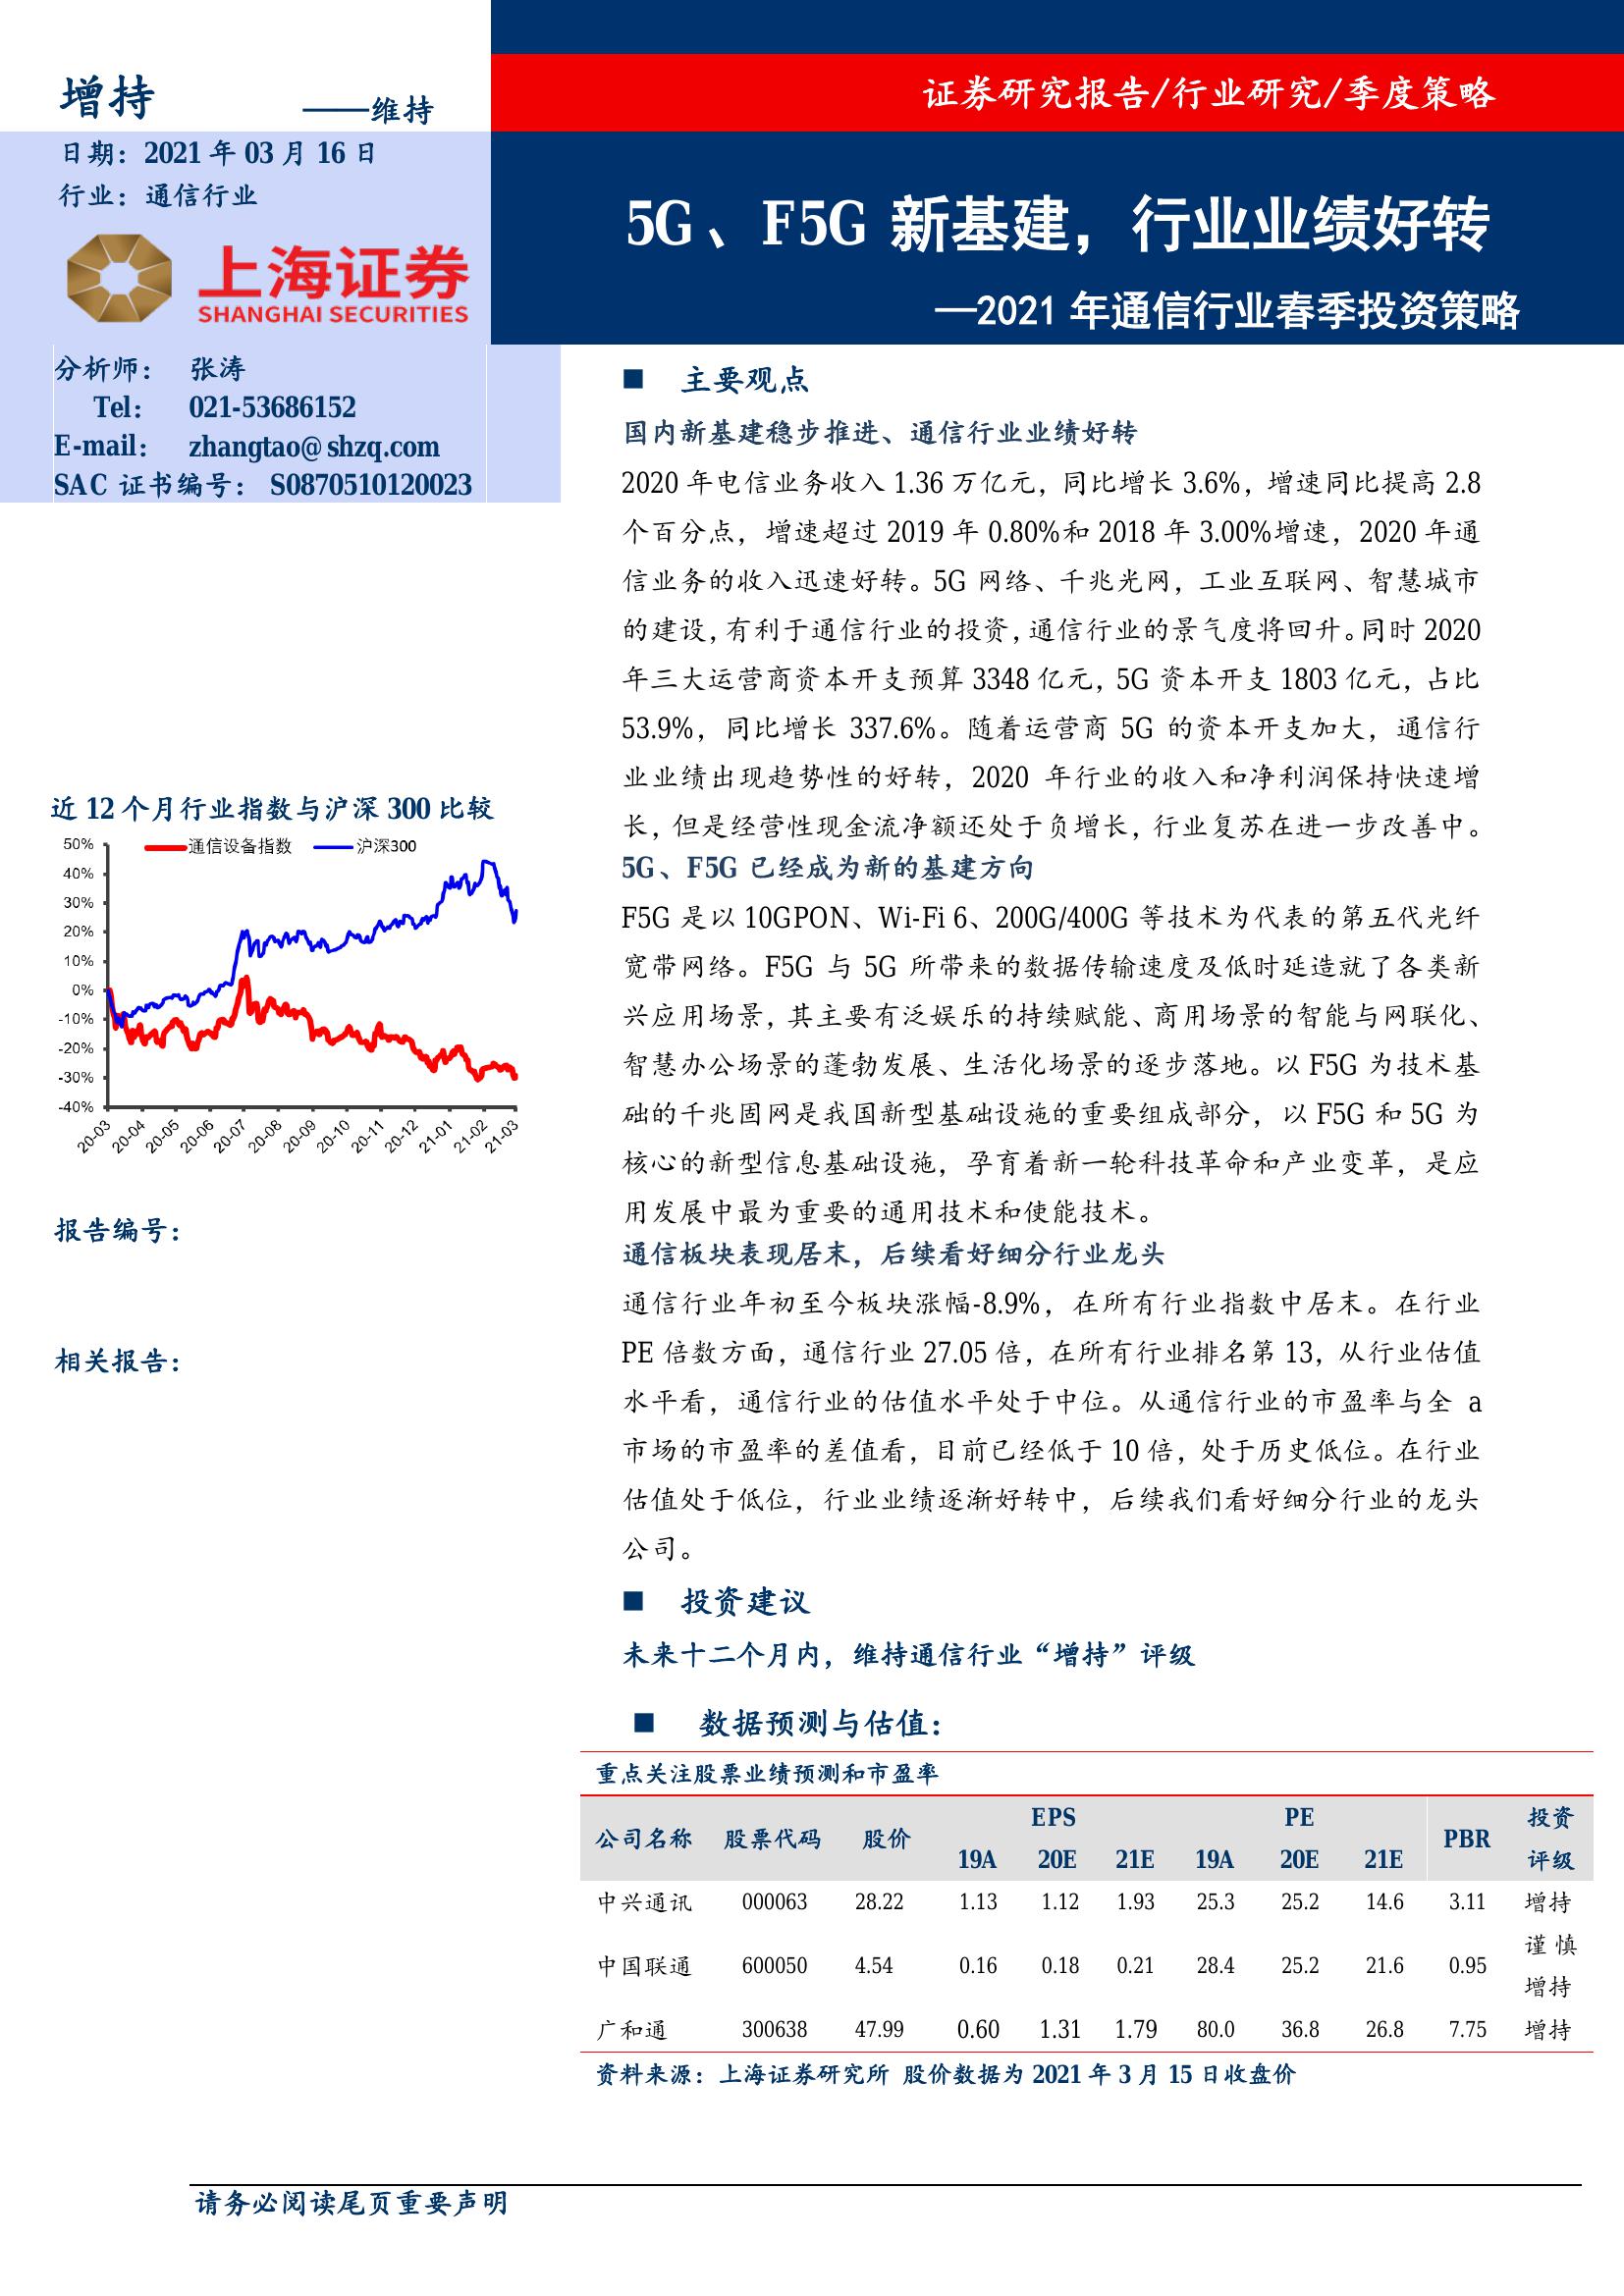 增持 ——维持
日期：2021 年 03 月 16 日
行业：通信行业
上海证券
SHANGHAI SECURITIES
分析师： 张涛
Tel： 021-53686152
E-mail： zhangtao@shzq.com
SAC 证书编号： S0870510120023
近 12 个月行业指数与沪深 300 比较
通信设备指数 沪深300
50%
40%
30%
20%
10%
0%
-10%
-20%
-30%
-40%
20-03 20-04 20-05 20-06 20-07 20-08 20-09 20-10 20-11 20-12 21-01 21-02 21-03
报告编号：
相关报告：
证券研究报告/行业研究/季度策略
5G、F5G 新基建，行业业绩好转
—2021 年通信行业春季投资策略
■ 主要观点
国内新基建稳步推进、通信行业业绩好转
2020 年电信业务收入 1.36 万亿元，同比增长 3.6%，增速同比提高 2.8
个百分点，增速超过 2019 年 0.80%和 2018 年 3.00%增速，2020 年通
信业务的收入迅速好转。5G 网络、千兆光网，工业互联网、智慧城市
的建设，有利于通信行业的投资，通信行业的景气度将回升。同时 2020
年三大运营商资本开支预算 3348 亿元，5G 资本开支 1803 亿元，占比
53.9%，同比增长 337.6%。随着运营商 5G 的资本开支加大，通信行
业业绩出现趋势性的好转，2020 年行业的收入和净利润保持快速增
长，但是经营性现金流净额还处于负增长，行业复苏在进一步改善中。
5G、F5G 已经成为新的基建方向
F5G 是以 10GPON、Wi-Fi 6、200G/400G 等技术为代表的第五代光纤
宽带网络。F5G 与 5G 所带来的数据传输速度及低时延造就了各类新
兴应用场景，其主要有泛娱乐的持续赋能、商用场景的智能与网联化、
智慧办公场景的蓬勃发展、生活化场景的逐步落地。以 F5G 为技术基
础的千兆固网是我国新型基础设施的重要组成部分，以 F5G 和 5G 为
核心的新型信息基础设施，孕育着新一轮科技革命和产业变革，是应
用发展中最为重要的通用技术和使能技术。
通信板块表现居末，后续看好细分行业龙头
通信行业年初至今板块涨幅-8.9%，在所有行业指数中居末。在行业
PE 倍数方面，通信行业 27.05 倍，在所有行业排名第 13，从行业估值
水平看，通信行业的估值水平处于中位。从通信行业的市盈率与全 a
市场的市盈率的差值看，目前已经低于 10 倍，处于历史低位。在行业
估值处于低位，行业业绩逐渐好转中，后续我们看好细分行业的龙头
公司。
■ 投资建议
未来十二个月内，维持通信行业“增持”评级
■ 数据预测与估值：
重点关注股票业绩预测和市盈率
公司名称 股票代码 股价 EPS PE PBR 投资评级
19A 20E 21E 19A 20E 21E
中兴通讯 000063 28.22 1.13 1.12 1.93 25.3 25.2 14.6 3.11 增持
中国联通 600050 4.54 0.16 0.18 0.21 28.4 25.2 21.6 0.95 谨慎增持
广和通 300638 47.99 0.60 1.31 1.79 80.0 36.8 26.8 7.75 增持
资料来源：上海证券研究所 股价数据为 2021 年 3 月 15 日收盘价
请务必阅读尾页重要声明